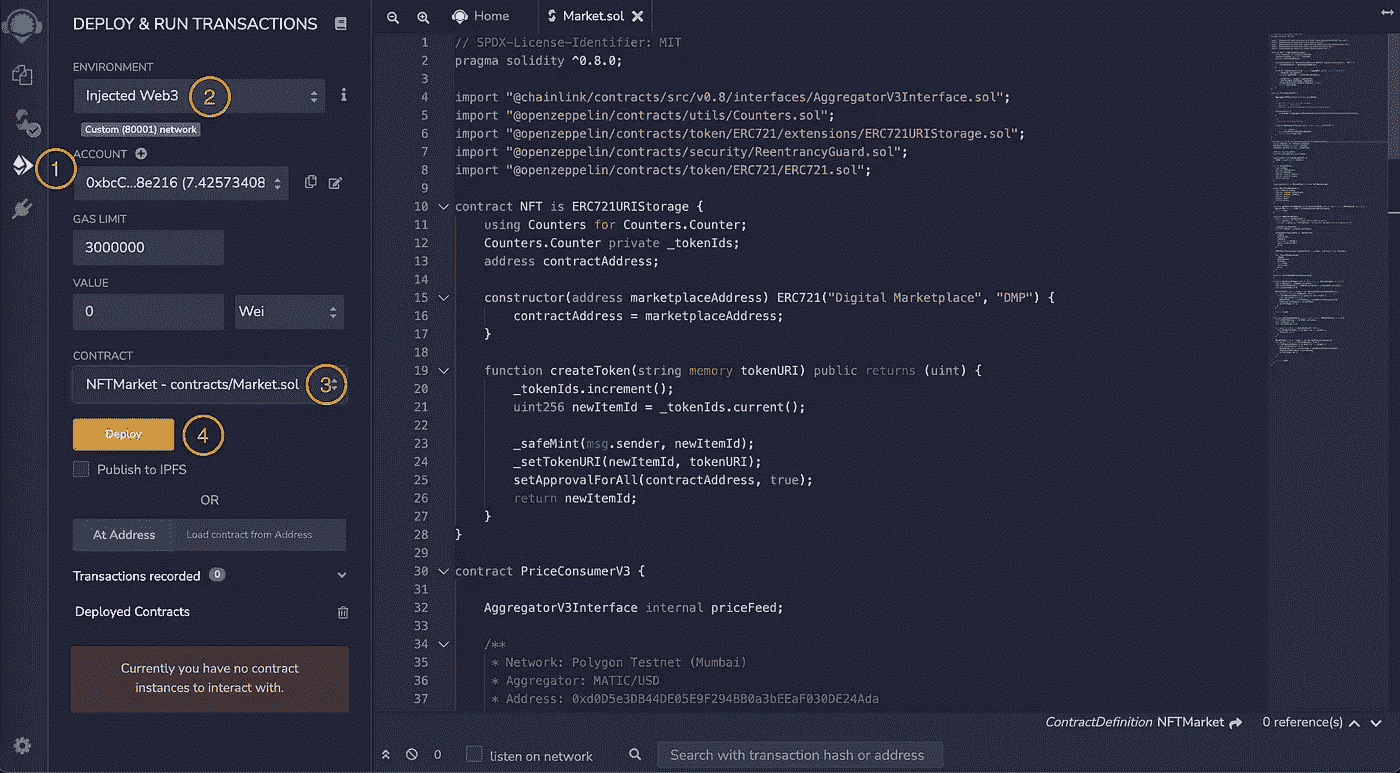 DEPLOY & RUN TRANSACTIONS
ENVIRONMENT
Injected Web3
2
i
Custom (80001) network
1
ACCOUNT
0xbcC...8e216 (7.42573408
GAS LIMIT
3000000
VALUE
0
Wei
CONTRACT
NFTMarket - contracts/Market.sol
3
Deploy
4
Publish to IPFS
OR
At Address
Load contract from Address
Transactions recorded 0
Deployed Contracts
Currently you have no contract
instances to interact with.
Home
Market.sol
1 // SPDX-License-Identifier: MIT
2 pragma solidity ^0.8.0;
3
4 import "@chainlink/contracts/src/v0.8/interfaces/AggregatorV3Interface.sol";
5 import "@openzeppelin/contracts/utils/Counters.sol";
6 import "@openzeppelin/contracts/token/ERC721/extensions/ERC721URIStorage.sol";
7 import "@openzeppelin/contracts/security/ReentrancyGuard.sol";
8 import "@openzeppelin/contracts/token/ERC721/ERC721.sol";
9
10 contract NFT is ERC721URIStorage {
11 using Counters for Counters.Counter;
12 Counters.Counter private _tokenIds;
13 address contractAddress;
14
15 constructor(address marketplaceAddress) ERC721("Digital Marketplace", "DMP") {
16 contractAddress = marketplaceAddress;
17 }
18
19 function createToken(string memory tokenURI) public returns (uint) {
20 _tokenIds.increment();
21 uint256 newItemId = _tokenIds.current();
22
23 _safeMint(msg.sender, newItemId);
24 _setTokenURI(newItemId, tokenURI);
25 setApprovalForAll(contractAddress, true);
26 return newItemId;
27 }
28 }
29
30 contract PriceConsumerV3 {
31
32 AggregatorV3Interface internal priceFeed;
33
34 /**
35 * Network: Polygon Testnet (Mumbai)
36 * Aggregator: MATIC/USD
37 * Address: 0xd0D5e3DB44DE05E9F294BB0a3bEEaF030DE24Ada
ContractDefinition NFTMarket 0 reference(s)
0 listen on network
Search with transaction hash or address